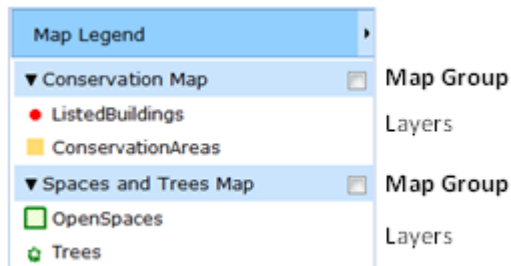 Map Legend
▼ Conservation Map Map Group
ListedBuildings
Layers
ConservationAreas
▼ Spaces and Trees Map Map Group
OpenSpaces
Layers
Trees